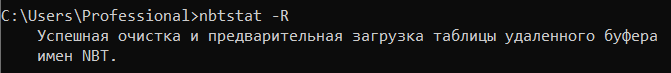 C:\Users\Professional>nbtstat -R
Успешная очистка и предварительная загрузка таблицы удаленного буфера
имен NBT.